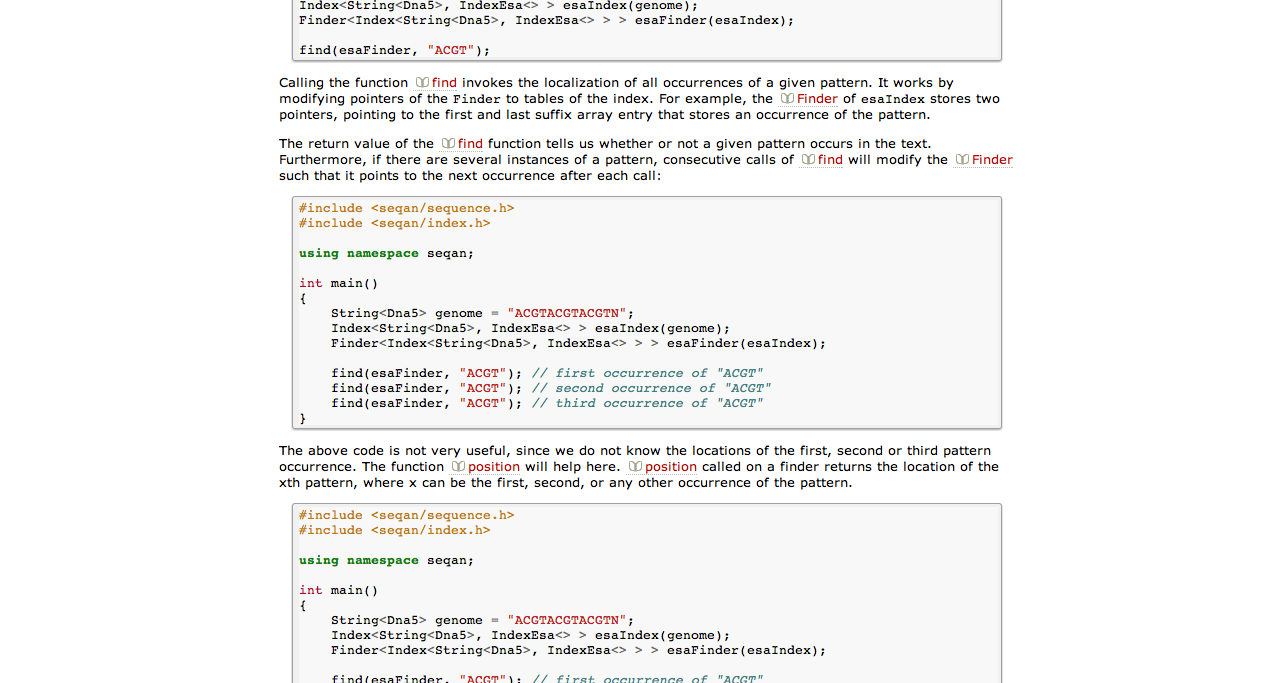 Index<String<Dna5>, IndexEsa<> > esaIndex(genome);
Finder<Index<String<Dna5>, IndexEsa<> > > esaFinder(esaIndex);
find(esaFinder, "ACGT");
Calling the function find invokes the localization of all occurrences of a given pattern. It works by
modifying pointers of the Finder to tables of the index. For example, the Finder of esaIndex stores two
pointers, pointing to the first and last suffix array entry that stores an occurrence of the pattern.
The return value of the find function tells us whether or not a given pattern occurs in the text.
Furthermore, if there are several instances of a pattern, consecutive calls of find will modify the Finder
such that it points to the next occurrence after each call:
#include <seqan/sequence.h>
#include <seqan/index.h>
using namespace seqan;
int main()
{
    String<Dna5> genome = "ACGTACGTACGTN";
    Index<String<Dna5>, IndexEsa<> > esaIndex(genome);
    Finder<Index<String<Dna5>, IndexEsa<> > > esaFinder(esaIndex);
    find(esaFinder, "ACGT"); // first occurrence of "ACGT"
    find(esaFinder, "ACGT"); // second occurrence of "ACGT"
    find(esaFinder, "ACGT"); // third occurrence of "ACGT"
}
The above code is not very useful, since we do not know the locations of the first, second or third pattern
occurrence. The function position will help here. position called on a finder returns the location of the
xth pattern, where x can be the first, second, or any other occurrence of the pattern.
#include <seqan/sequence.h>
#include <seqan/index.h>
using namespace seqan;
int main()
{
    String<Dna5> genome = "ACGTACGTACGTN";
    Index<String<Dna5>, IndexEsa<> > esaIndex(genome);
    Finder<Index<String<Dna5>, IndexEsa<> > > esaFinder(esaIndex);
    find(esaFinder, "ACGT"); // first occurrence of "ACGT"